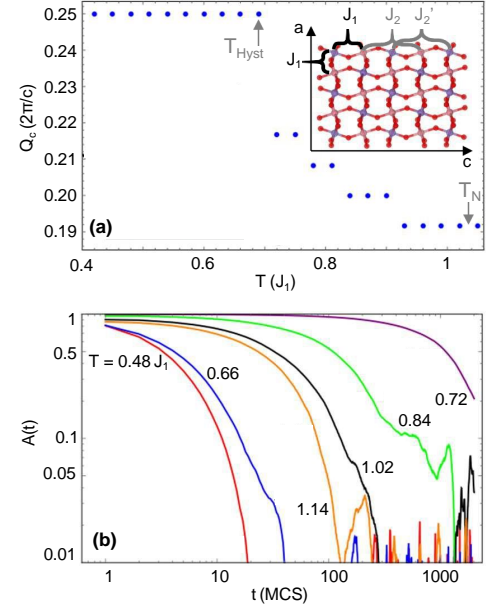 0.25
0.24
0.23
0.22
0.21
0.20
0.19
Q_c (2π/c)
T_Hyst
J_1 J_2 J_2'
a
J_1
c
T_N
(a)
0.4 0.6 0.8 1
T (J_1)
1
0.5
0.1
0.05
0.01
A(t)
T = 0.48 J_1
0.66
0.72
0.84
1.02
1.14
(b)
1 10 100 1000
t (MCS)